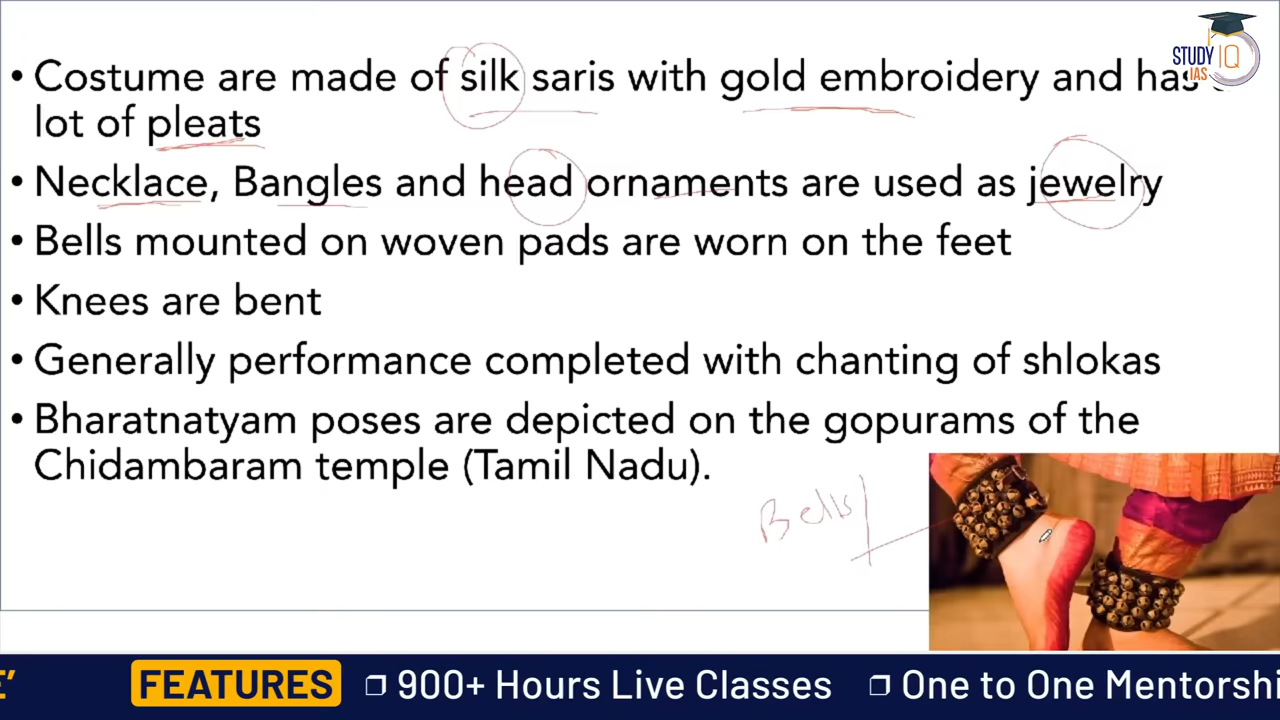 • Costume are made of silk saris with gold embroidery and has
lot of pleats
• Necklace, Bangles and head ornaments are used as jewelry
• Bells mounted on woven pads are worn on the feet
• Knees are bent
• Generally performance completed with chanting of shlokas
• Bharatnatyam poses are depicted on the gopurams of the
Chidambaram temple (Tamil Nadu).
Bells
STUDY IQ
IAS
FEATURES ❐ 900+ Hours Live Classes ❐ One to One Mentorshi